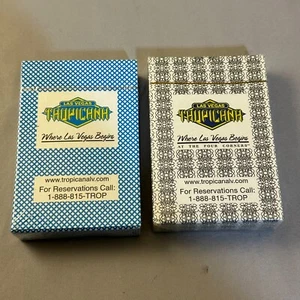 LAS VEGAS
TROPICANA
Where Las Vegas Begins
www.tropicanalv.com
For Reservations Call:
1-888-815-TROP
LAS VEGAS
TROPICANA
Where Las Vegas Begins
AT THE FOUR CORNERS
www.tropicanalv.com
For Reservations Call:
1-888-815-TROP